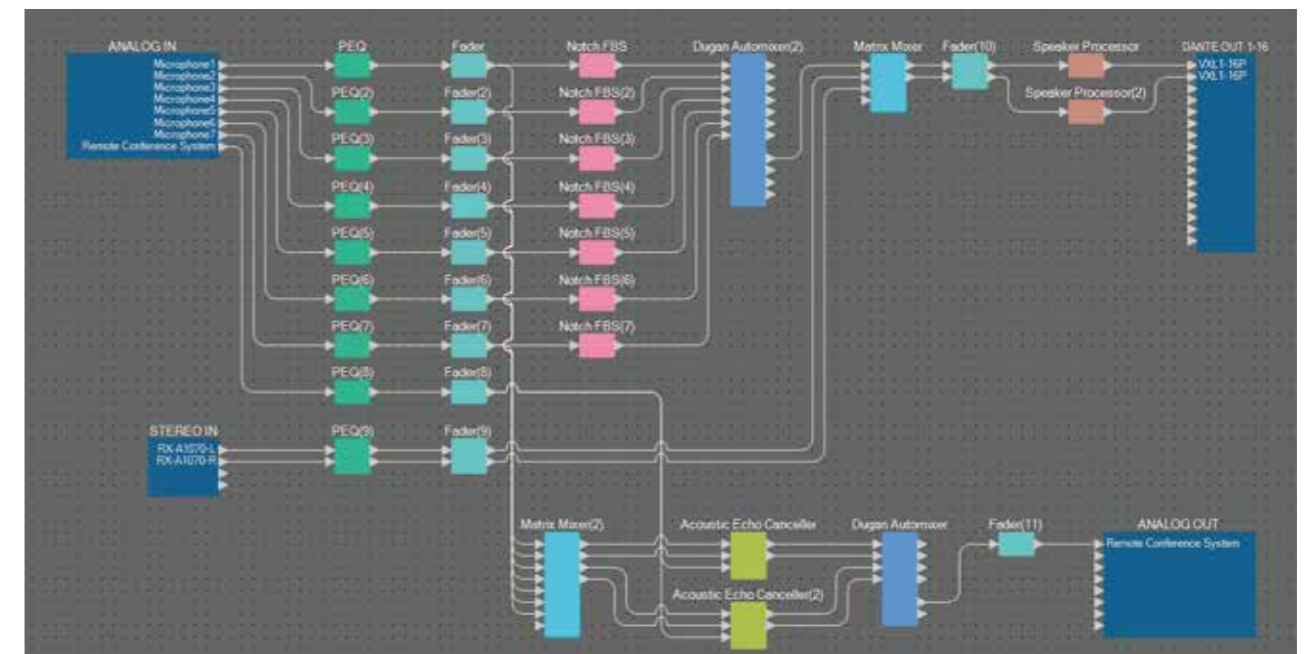 ANALOG IN
PEQ
Fader
Notch FBS
Dugan Automixer(2)
Matrix Mixer
Fader(10)
Speaker Processor
DANTE OUT 1-16
Microphone1
Microphone2
Microphone3
Microphone4
Microphone5
Microphone6
Microphone7
Remote Conference System
VXL1-16P
VXL1-16P
PEQ(2)
Fader(2)
Notch FBS(2)
Speaker Processor(2)
PEQ(3)
Fader(3)
Notch FBS(3)
PEQ(4)
Fader(4)
Notch FBS(4)
PEQ(5)
Fader(5)
Notch FBS(5)
PEQ(6)
Fader(6)
Notch FBS(6)
PEQ(7)
Fader(7)
Notch FBS(7)
PEQ(8)
Fader(8)
STEREO IN
PEQ(9)
Fader(9)
RX-A1070-L
RX-A1070-R
Matrix Mixer(2)
Acoustic Echo Canceller
Dugan Automixer
Fader(11)
ANALOG OUT
Remote Conference System
Acoustic Echo Canceller(2)